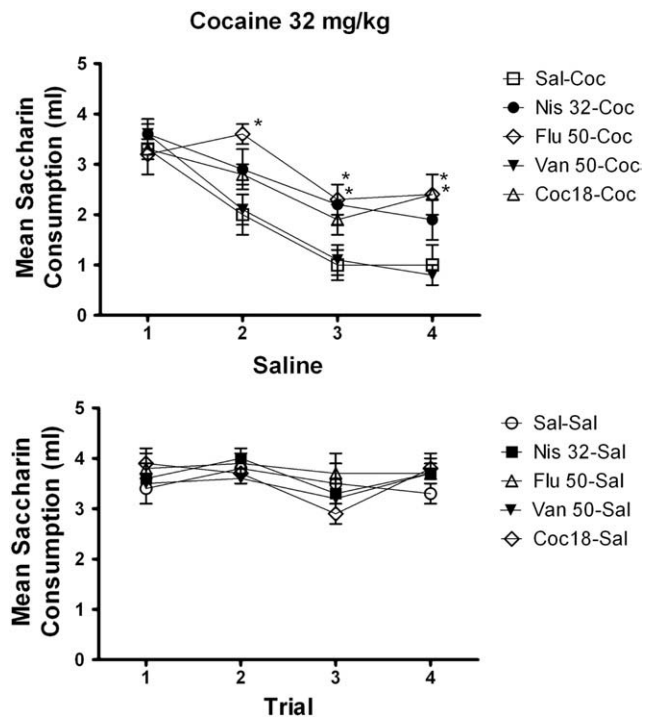 Cocaine 32 mg/kg
Mean Saccharin
Consumption (ml)
5
4
3
2
1
0
*
*
*
*
*
1 2 3 4
Sal-Coc
Nis 32-Coc
Flu 50-Coc
Van 50-Coc
Coc18-Coc
Saline
Mean Saccharin
Consumption (ml)
5
4
3
2
1
0
1 2 3 4
Sal-Sal
Nis 32-Sal
Flu 50-Sal
Van 50-Sal
Coc18-Sal
Trial